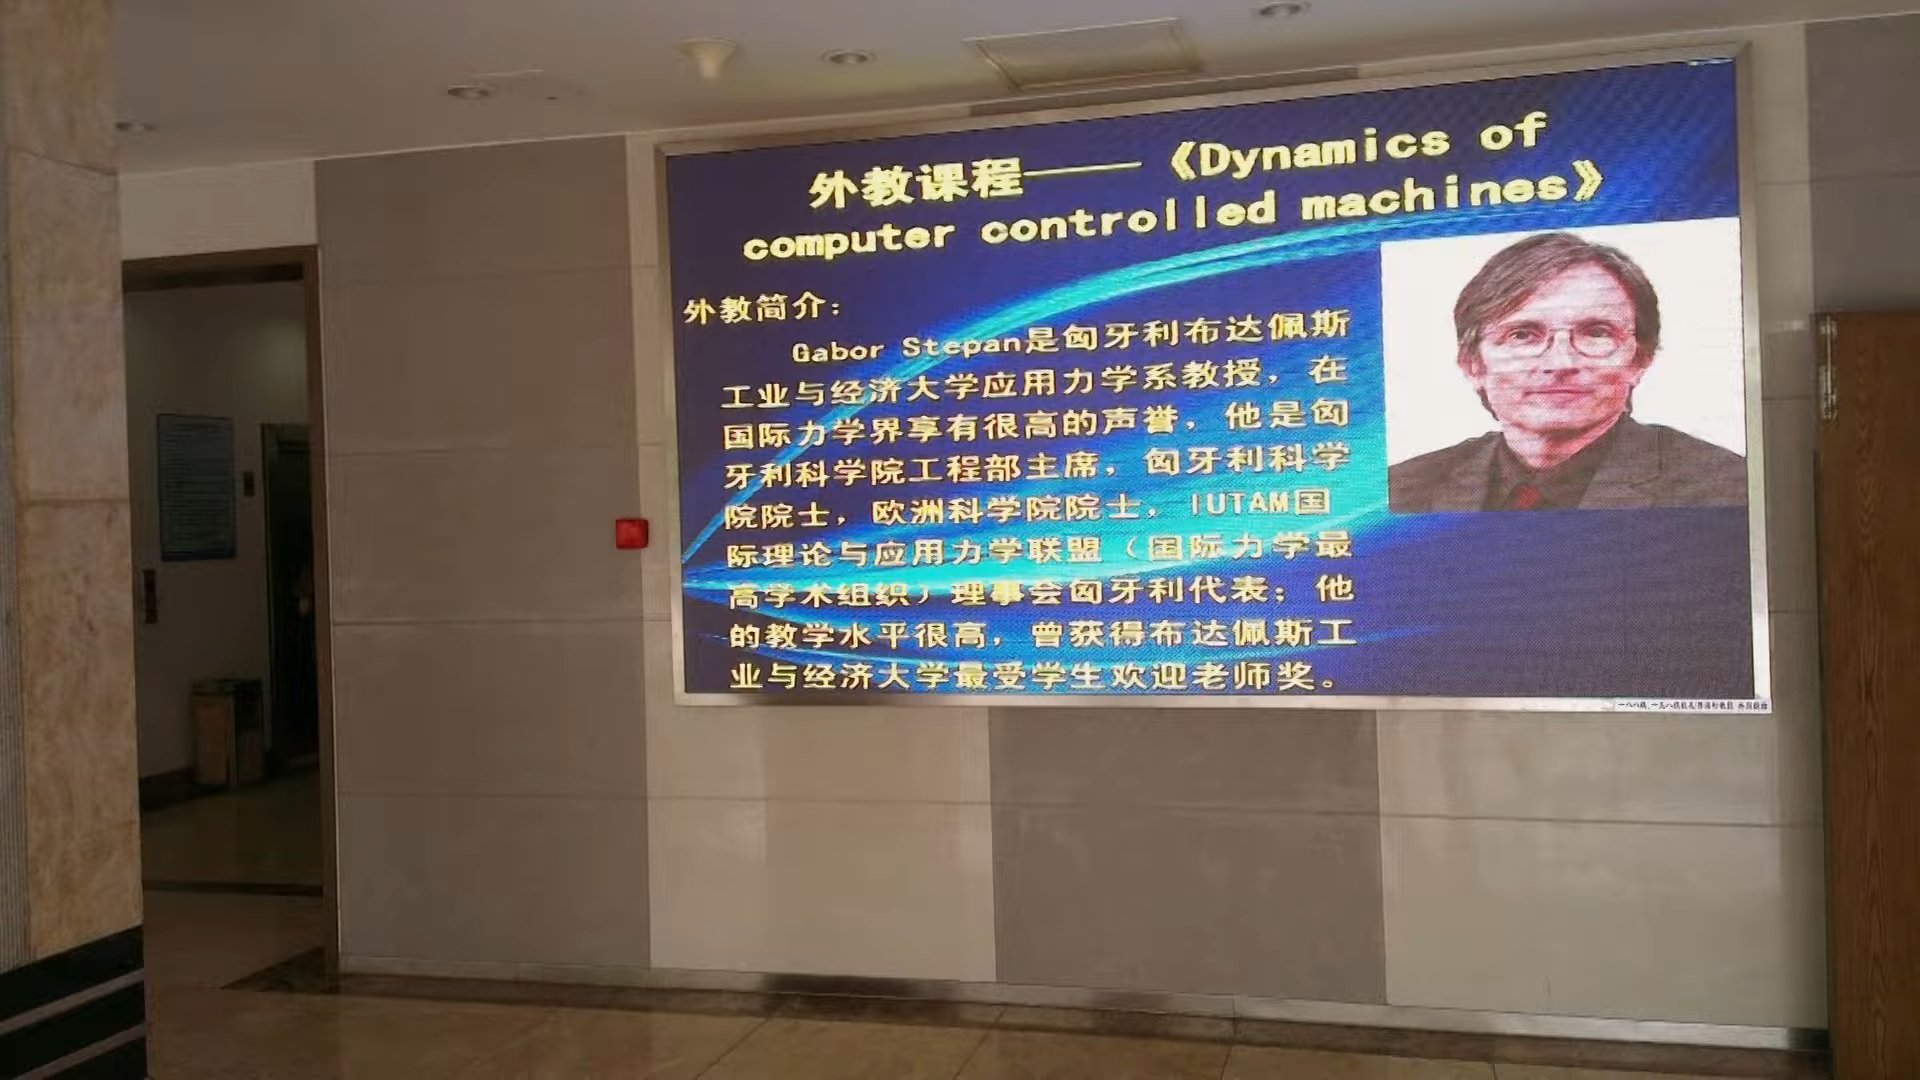 外教课程——《Dynamics of
computer controlled machines》
外教简介：
Gabor Stepan是匈牙利布达佩斯
工业与经济大学应用力学系教授，在
国际力学界享有很高的声誉，他是匈
牙利科学院工程部主席，匈牙利科学
院院士，欧洲科学院院士，IUTAM国
际理论与应用力学联盟（国际力学最
高学术组织）理事会匈牙利代表；他
的教学水平很高，曾获得布达佩斯工
业与经济大学最受学生欢迎老师奖。